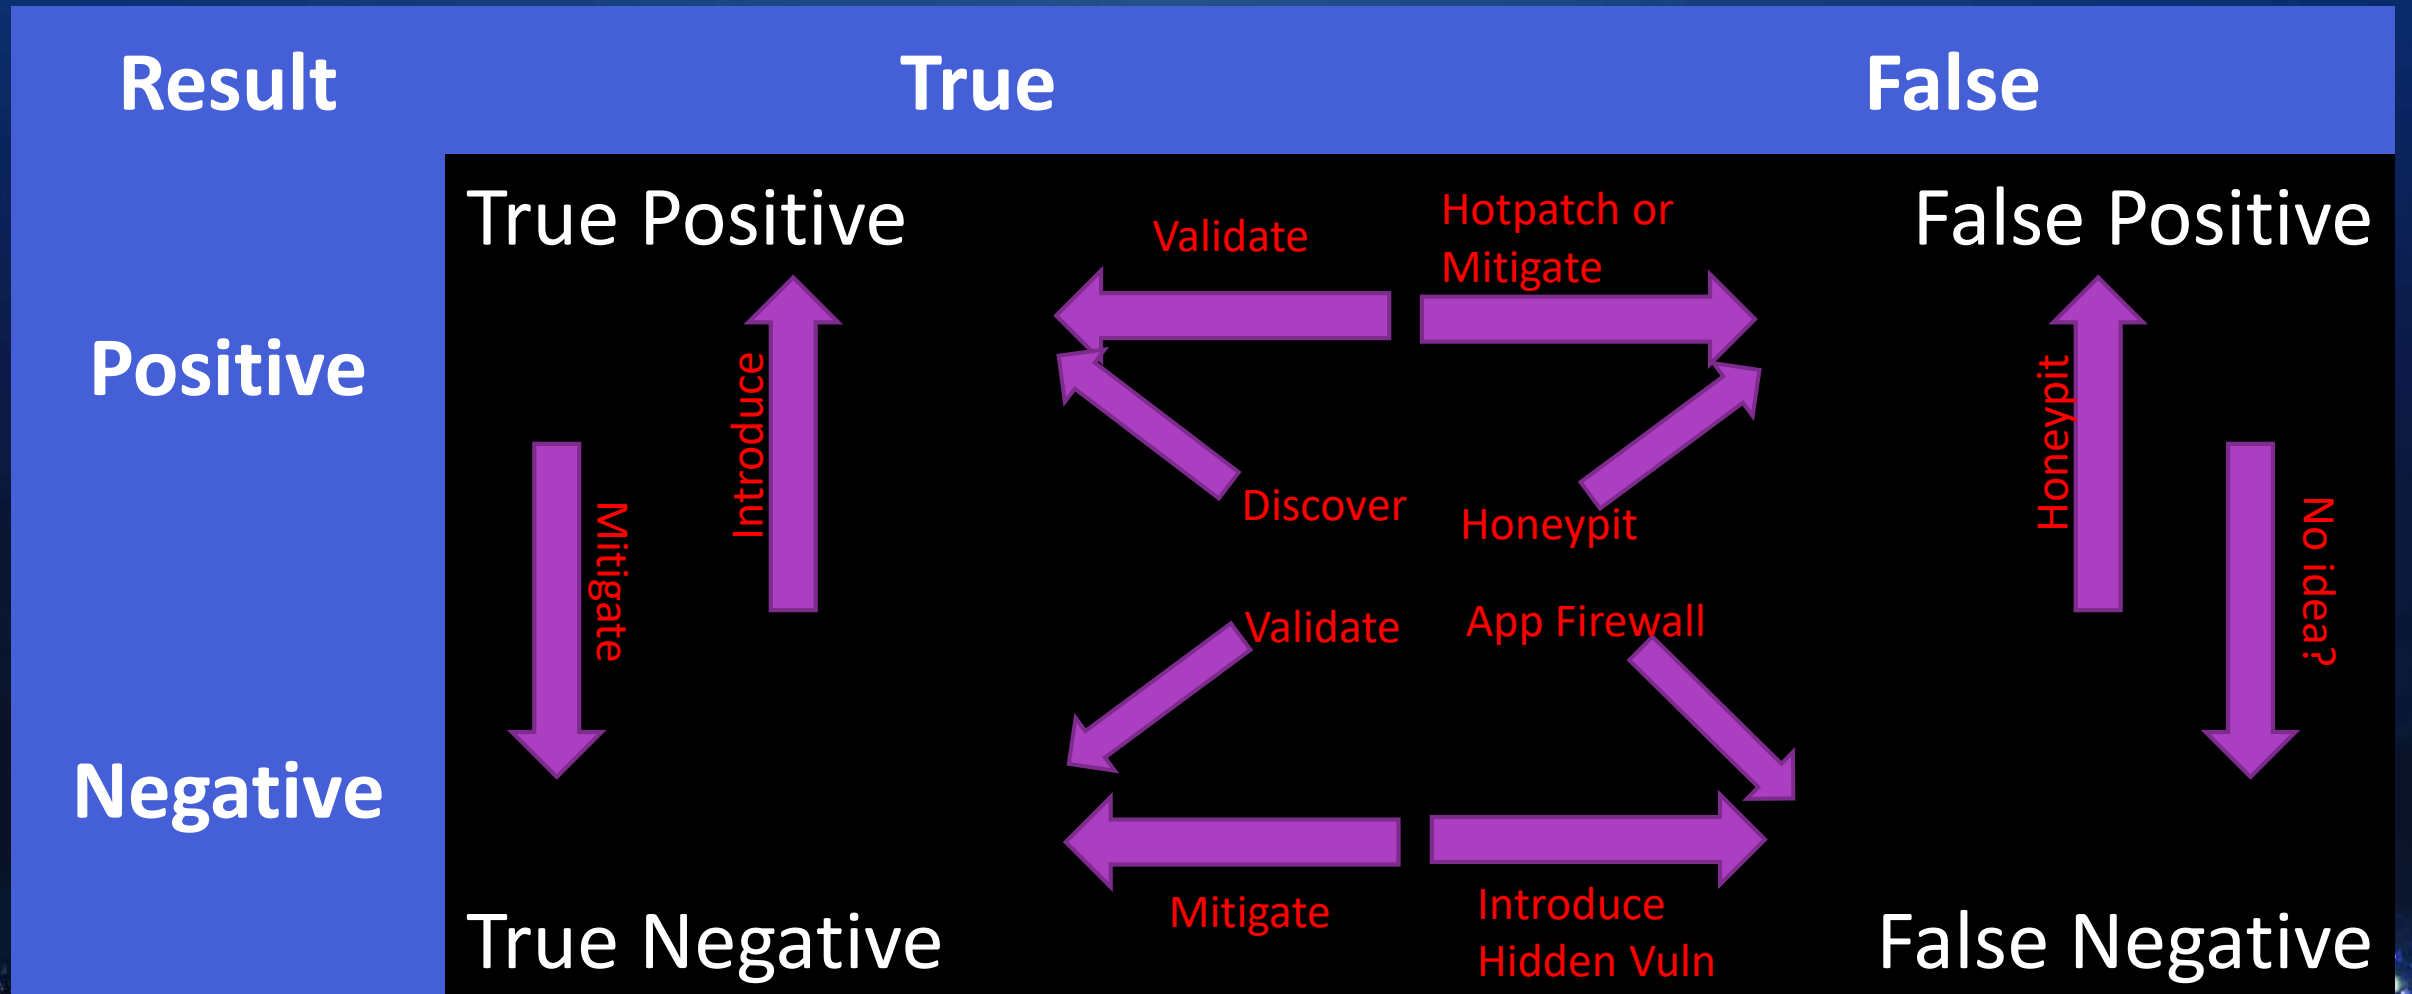 Result
True
False
True Positive
Validate
Hotpatch or
Mitigate
False Positive
Positive
Introduce
Mitigate
Discover
Honeypit
Honeypit
No idea?
Validate
App Firewall
Negative
Mitigate
Introduce
Hidden Vuln
True Negative
False Negative